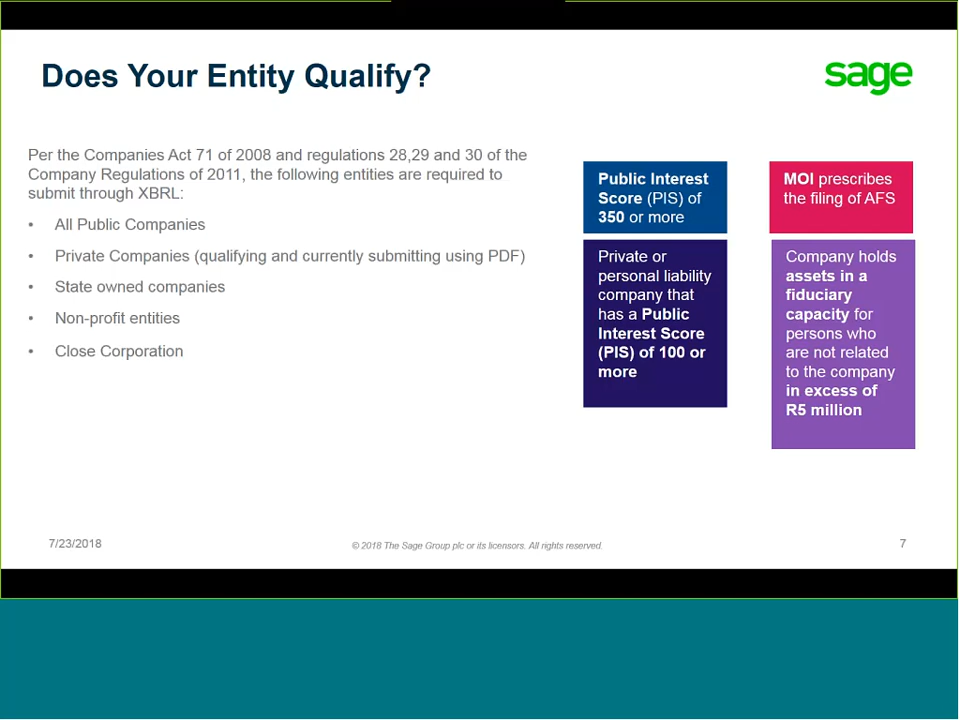 Does Your Entity Qualify?
sage
Per the Companies Act 71 of 2008 and regulations 28,29 and 30 of the
Company Regulations of 2011, the following entities are required to
submit through XBRL:
• All Public Companies
• Private Companies (qualifying and currently submitting using PDF)
• State owned companies
• Non-profit entities
• Close Corporation
Public Interest
Score (PIS) of
350 or more
MOI prescribes
the filing of AFS
Private or
personal liability
company that
has a Public
Interest Score
(PIS) of 100 or
more
Company holds
assets in a
fiduciary
capacity for
persons who
are not related
to the company
in excess of
R5 million
7/23/2018
© 2018 The Sage Group plc or its licensors. All rights reserved.
7